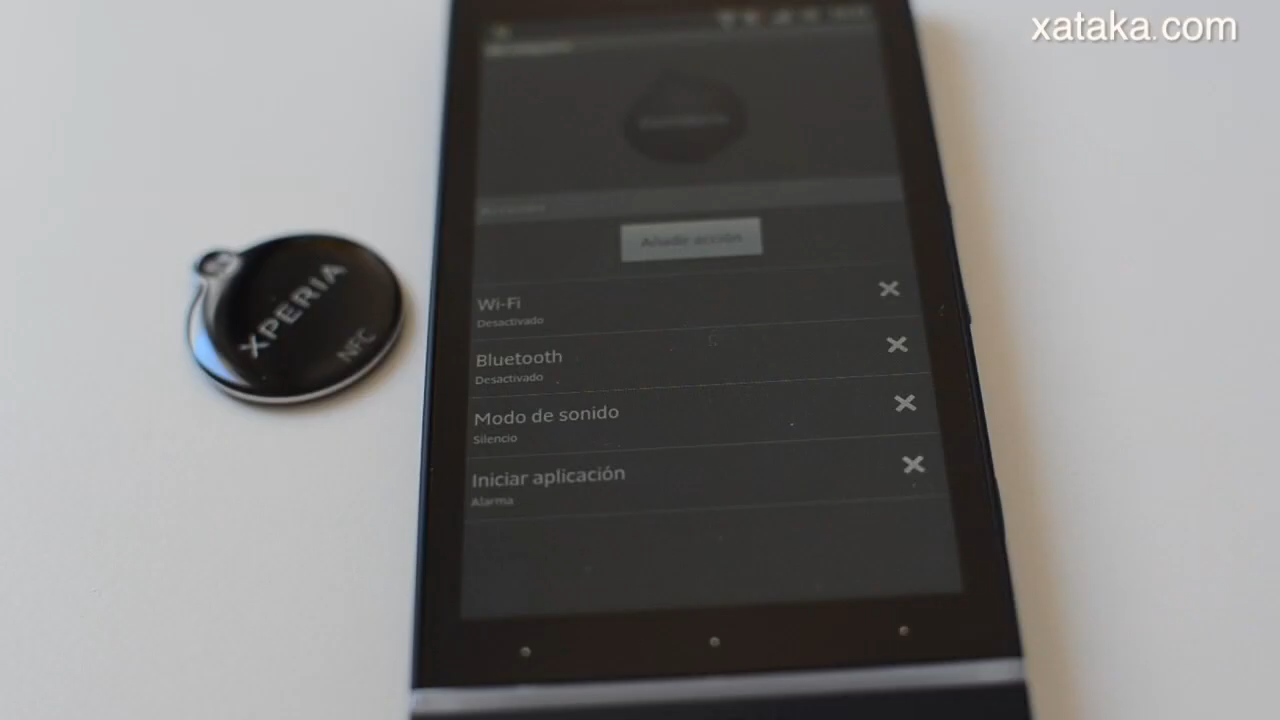 xataka.com
Añadir acción
Wi-Fi
Desactivado
Bluetooth
Desactivado
Modo de sonido
Silencio
Iniciar aplicación
Alarma
XPERIA
NFC